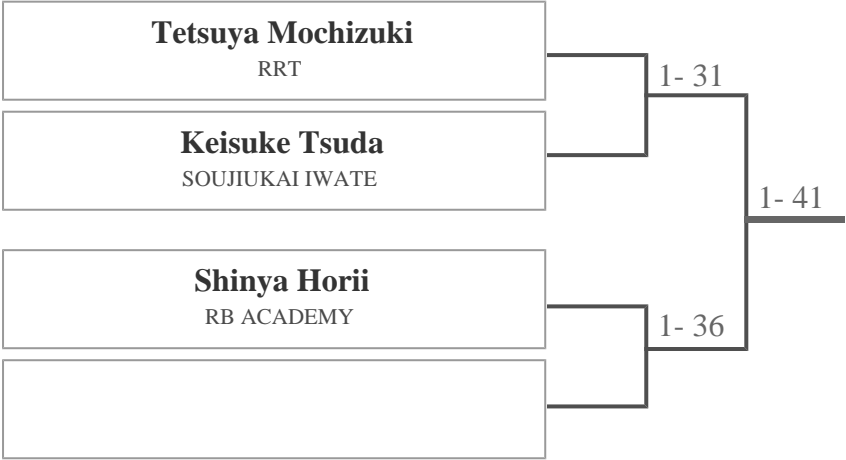 Tetsuya Mochizuki
RRT
1- 31
Keisuke Tsuda
SOUJIUKAI IWATE
1- 41
Shinya Horii
RB ACADEMY
1- 36